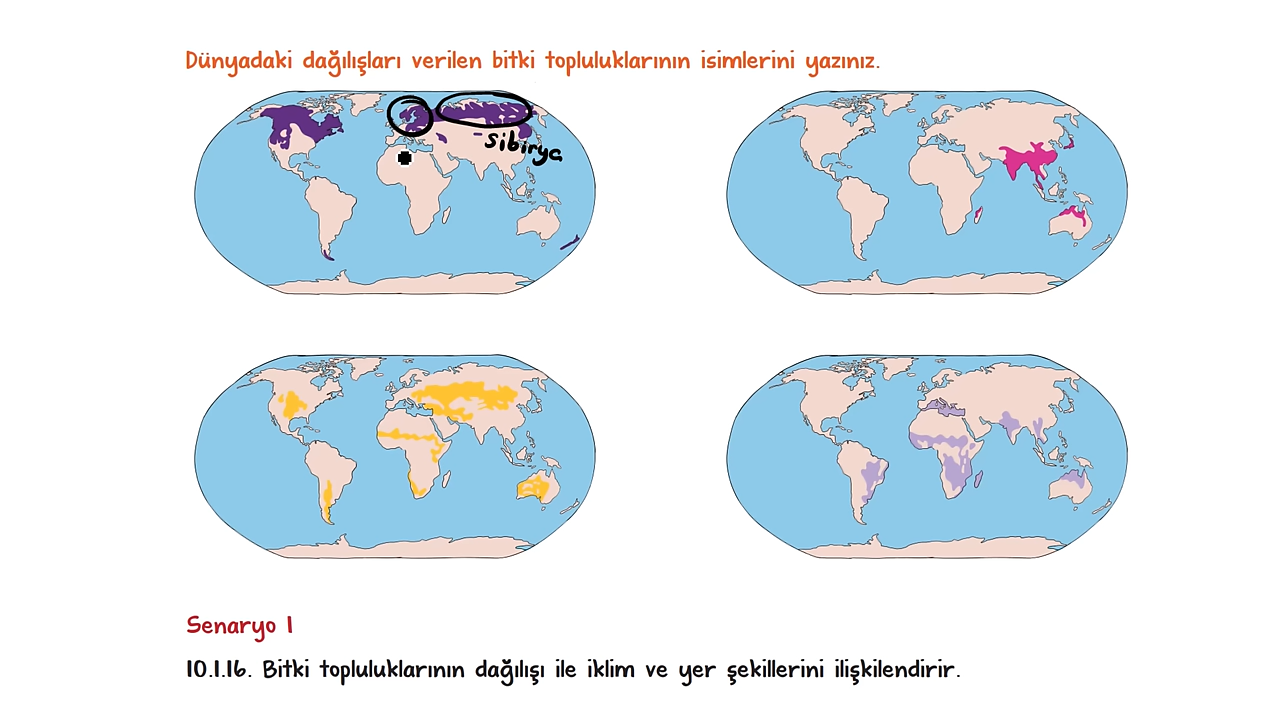 Dünyadaki dağılışları verilen bitki topluluklarının isimlerini yazınız.
Sibirya
Senaryo 1
10.1.16. Bitki topluluklarının dağılışı ile iklim ve yer şekillerini ilişkilendirir.